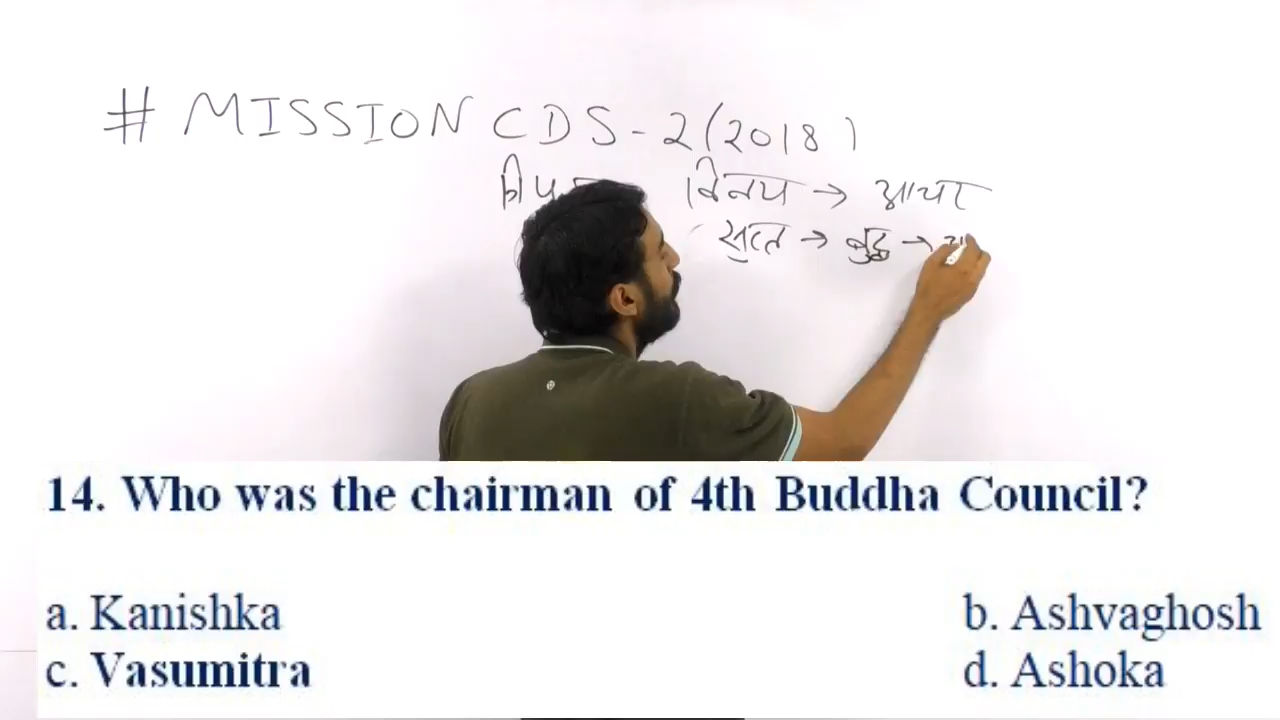 # MISSION CDS-2(2018)
विनय → आचार
सुत्त → बुद्ध →
14. Who was the chairman of 4th Buddha Council?
a. Kanishka
b. Ashvaghosh
c. Vasumitra
d. Ashoka